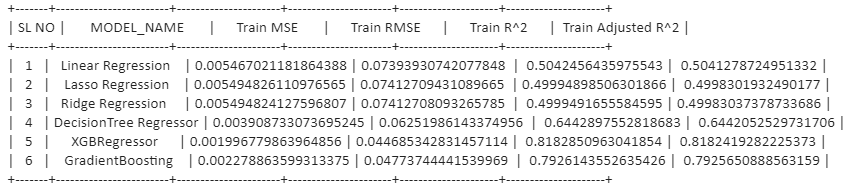 +-------+------------------------+------------------------+----------------------+----------------------+---------------------+
| SL NO | MODEL_NAME | Train MSE | Train RMSE | Train R^2 | Train Adjusted R^2 |
+-------+------------------------+------------------------+----------------------+----------------------+---------------------+
| 1 | Linear Regression | 0.005467021181864388 | 0.07393930742077848 | 0.5042456435975543 | 0.5041278724951332 |
| 2 | Lasso Regression | 0.005494826110976565 | 0.07412709431089665 | 0.49994898506301866 | 0.4998301932490177 |
| 3 | Ridge Regression | 0.005494824127596807 | 0.07412708093265785 | 0.4999491655584595 | 0.49983037378733686 |
| 4 | DecisionTree Regressor | 0.003908733073695245 | 0.06251986143374956 | 0.6442897552818683 | 0.6442052529731706 |
| 5 | XGBRegressor | 0.001996779863964856 | 0.044685342831457114 | 0.8182850963041854 | 0.8182419282225373 |
| 6 | GradientBoosting | 0.002278863599313375 | 0.04773744441539969 | 0.7926143552635426 | 0.7925650888563159 |
+-------+------------------------+------------------------+----------------------+----------------------+---------------------+